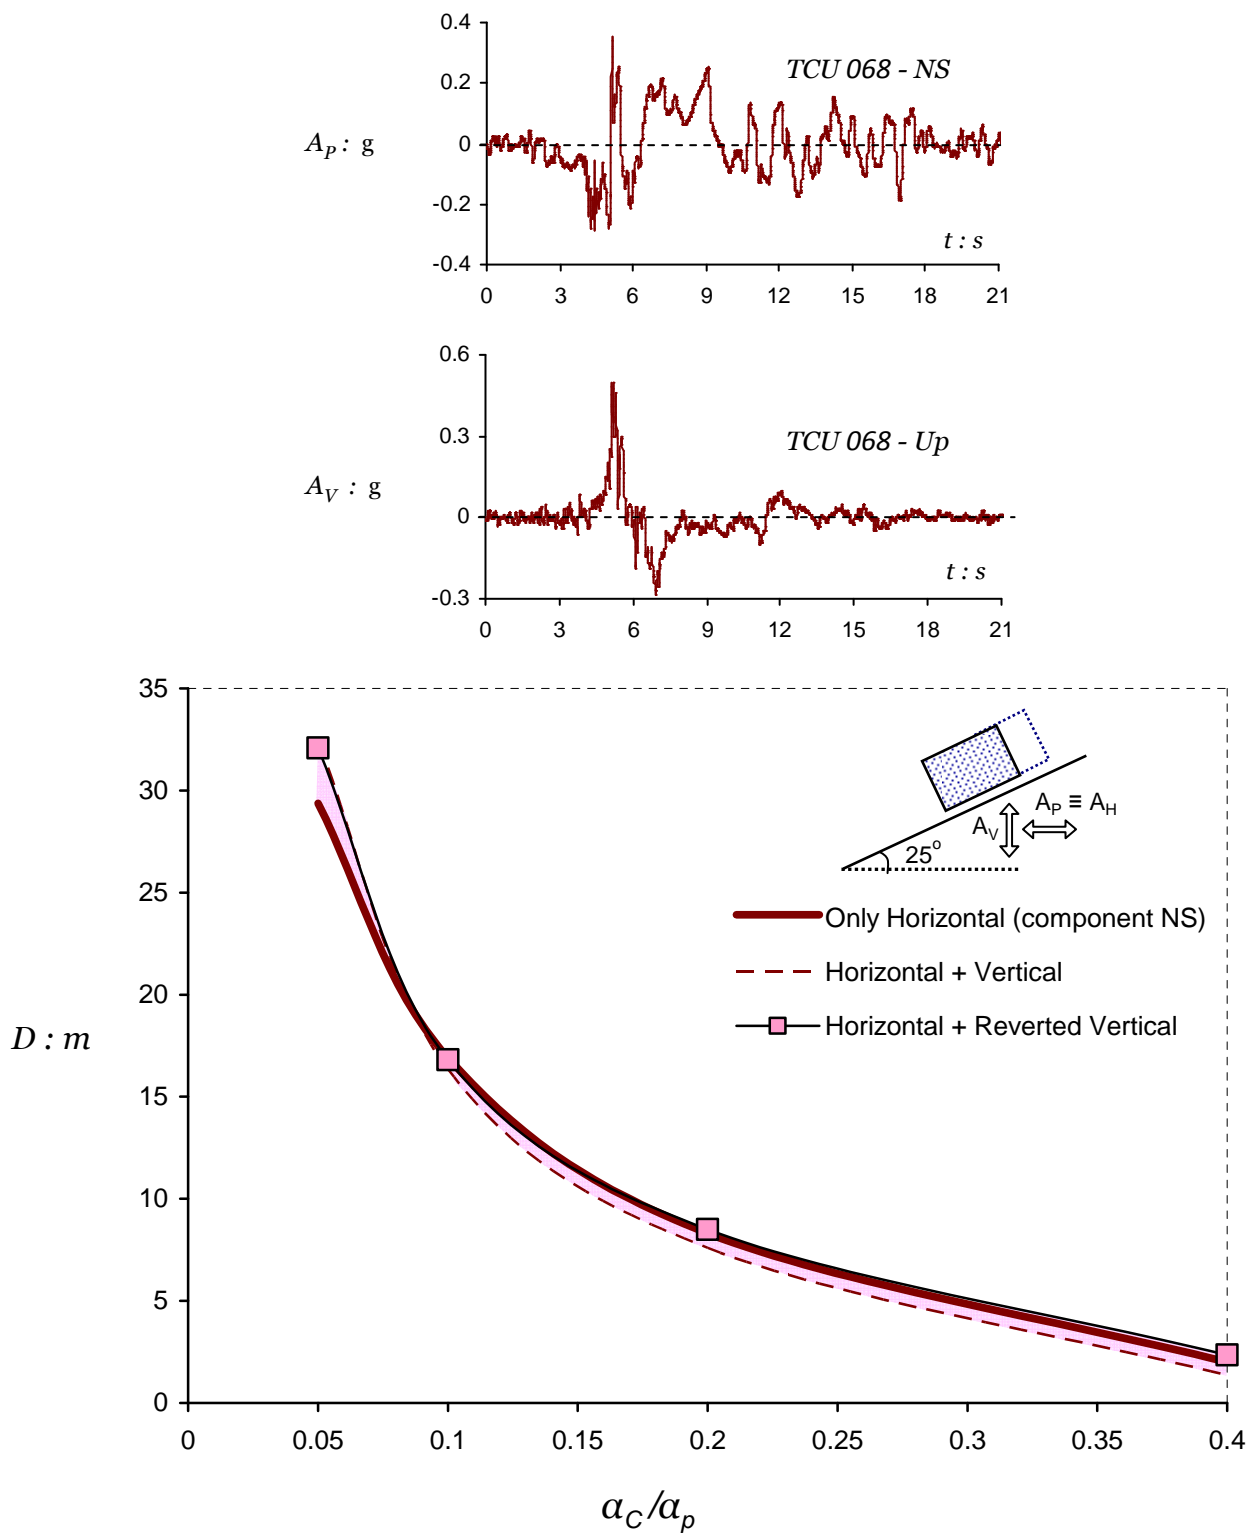 0.4
TCU 068 - NS
0.2
A_P : g
0
-0.2
t : s
-0.4
0 3 6 9 12 15 18 21
0.6
TCU 068 - Up
0.3
A_V : g
0
t : s
-0.3
0 3 6 9 12 15 18 21
35
30
A_P ≡ A_H
A_V
25°
25
Only Horizontal (component NS)
Horizontal + Vertical
20
Horizontal + Reverted Vertical
D : m
15
10
5
0
0 0.05 0.1 0.15 0.2 0.25 0.3 0.35 0.4
α_C/α_p